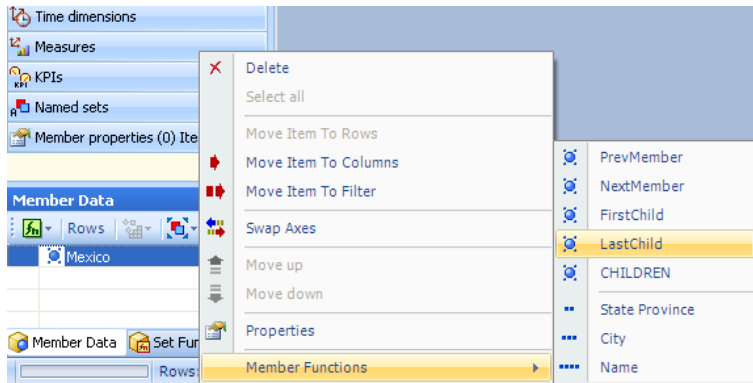 Time dimensions
Measures
KPI
KPIs
Named sets
Member properties (0) Ite
Member Data
Rows
Mexico
Member Data
Set Fur
Rows:
Delete
Select all
Move Item To Rows
Move Item To Columns
Move Item To Filter
Swap Axes
Move up
Move down
Properties
Member Functions
PrevMember
NextMember
FirstChild
LastChild
CHILDREN
State Province
City
Name